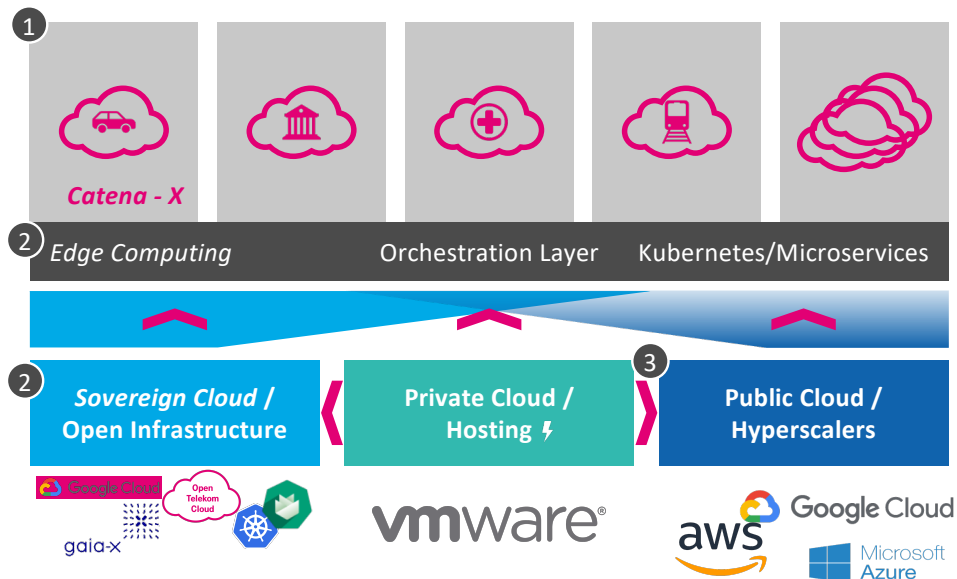 1
Catena - X
2
Edge Computing
Orchestration Layer
Kubernetes/Microservices
2
Sovereign Cloud /
Open Infrastructure
Private Cloud /
Hosting
3
Public Cloud /
Hyperscalers
Google Cloud
Open
Telekom
Cloud
gaia-x
vmware®
aws
Google Cloud
Microsoft
Azure